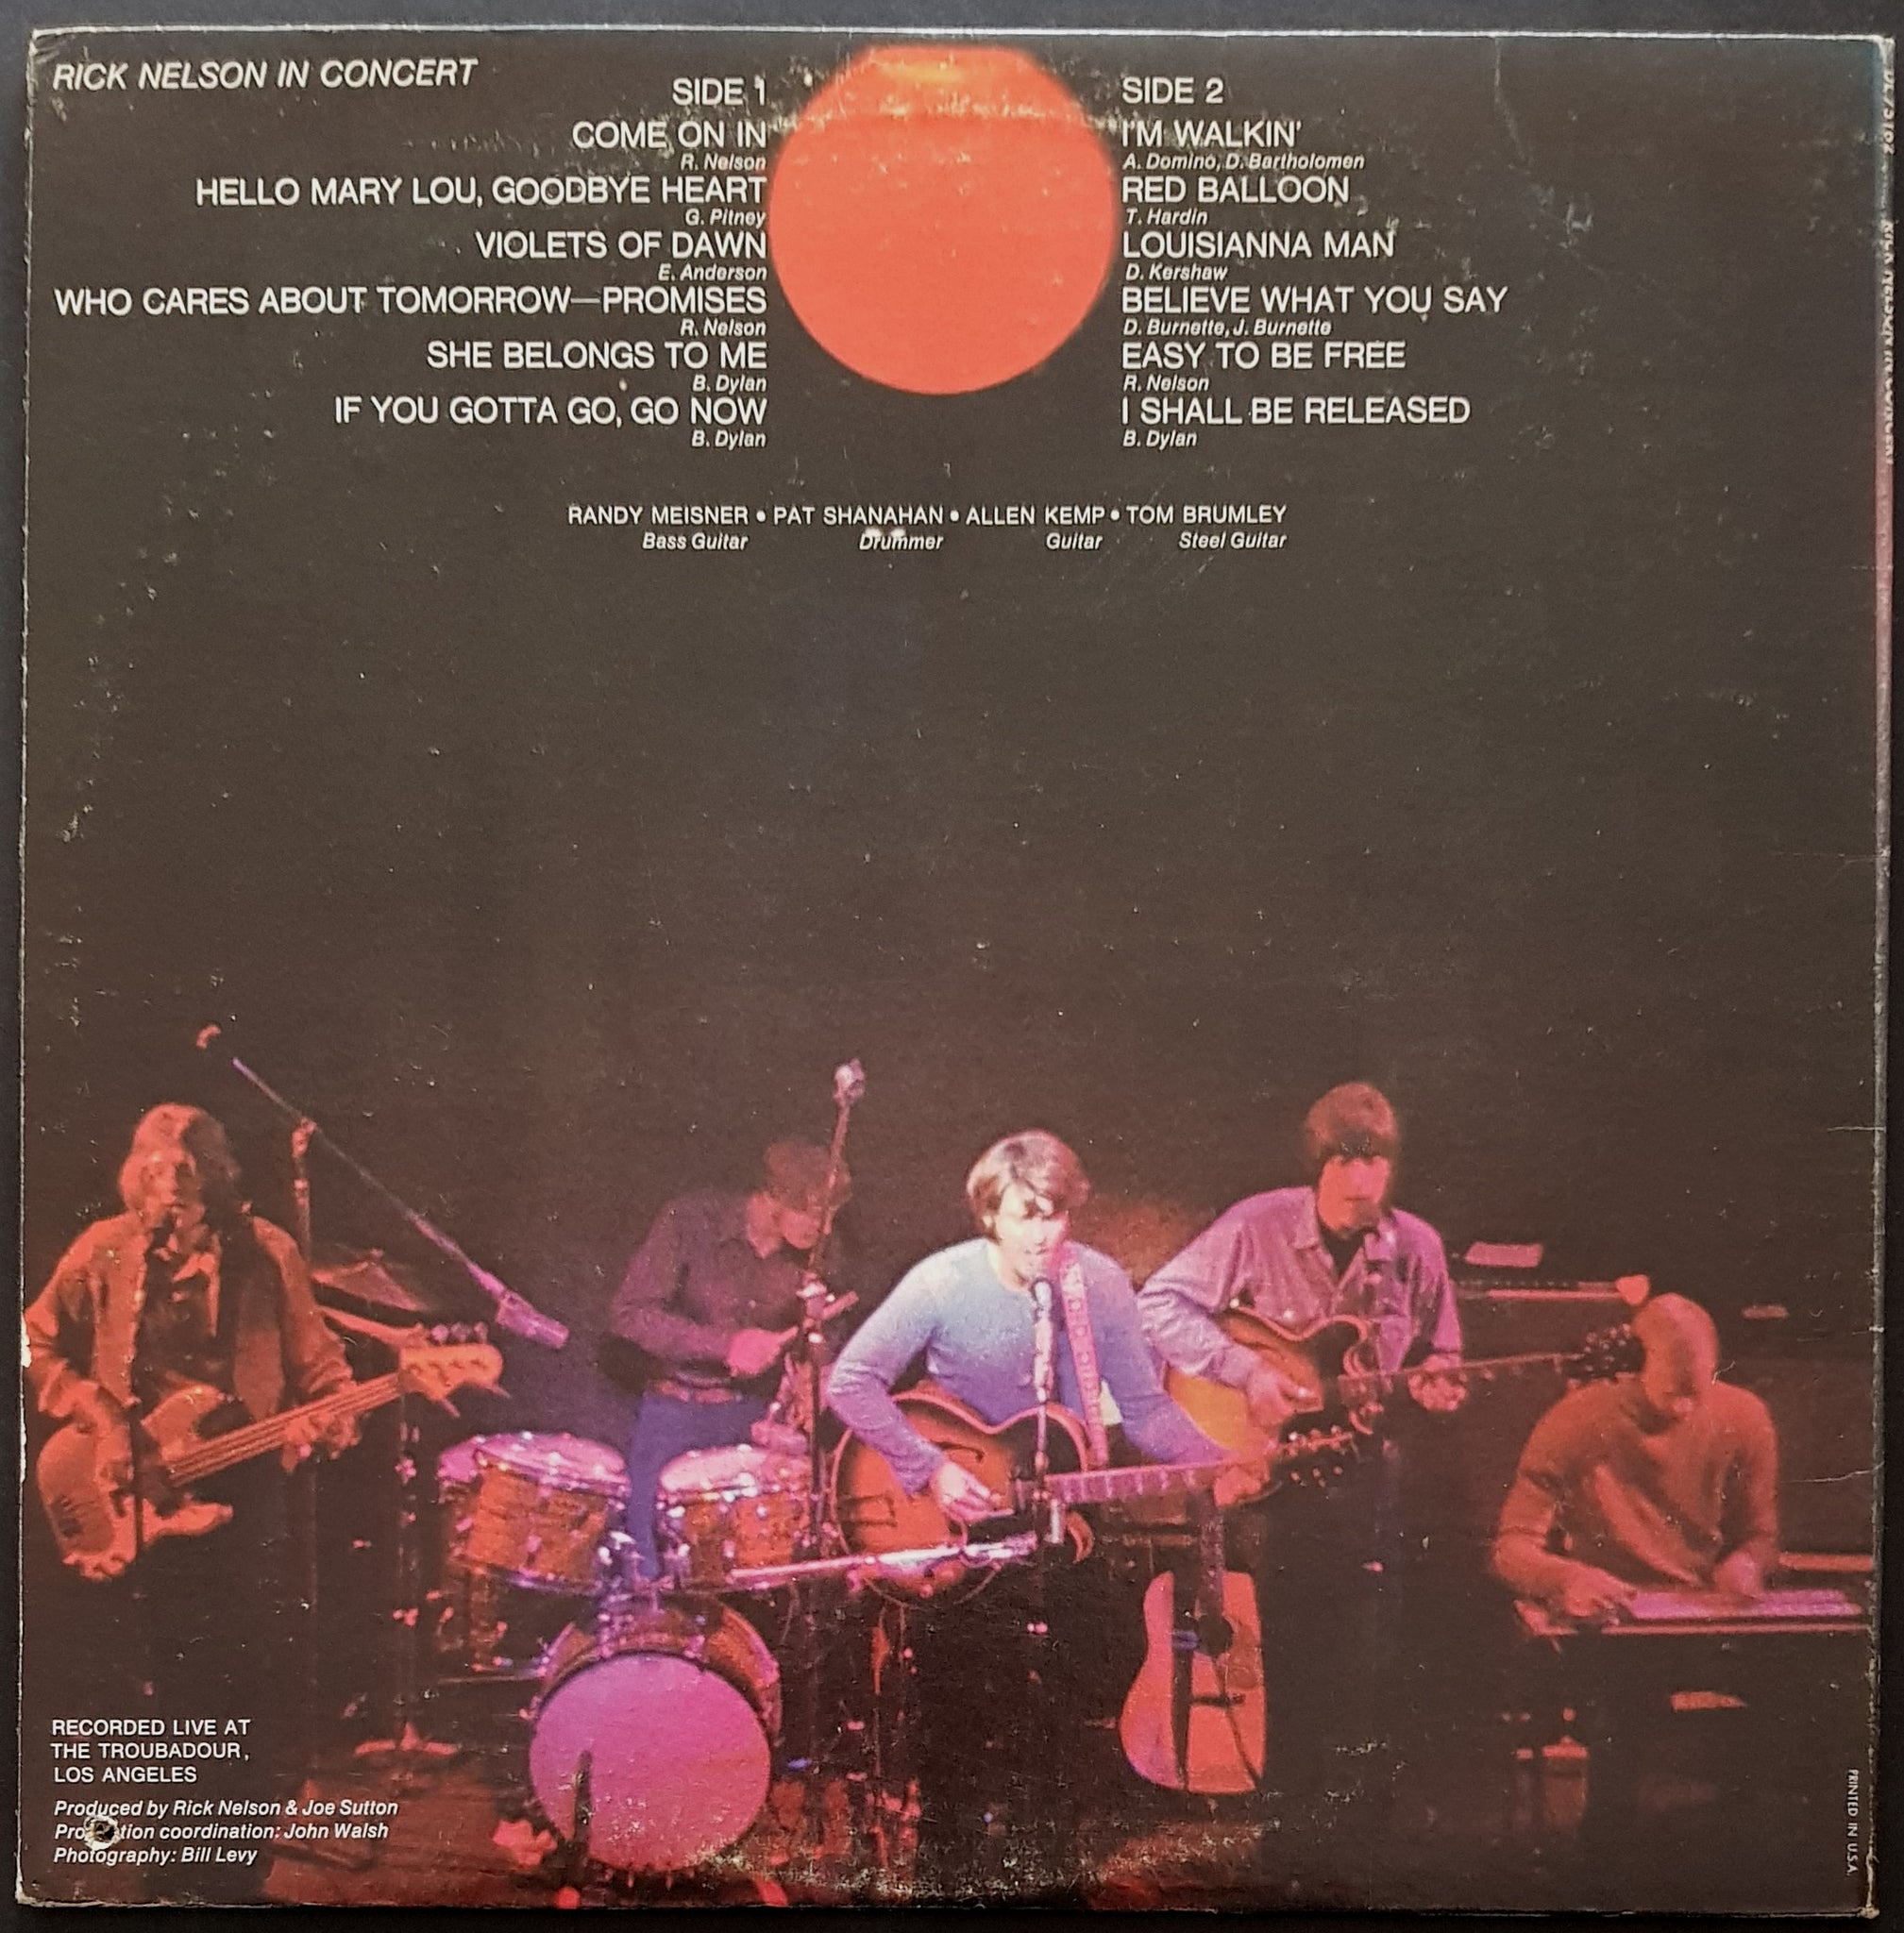 RICK NELSON IN CONCERT
SIDE 1
COME ON IN
R. Nelson
HELLO MARY LOU, GOODBYE HEART
G. Pitney
VIOLETS OF DAWN
E. Anderson
WHO CARES ABOUT TOMORROW—PROMISES
R. Nelson
SHE BELONGS TO ME
B. Dylan
IF YOU GOTTA GO, GO NOW
B. Dylan
SIDE 2
I'M WALKIN'
A. Domino, D. Bartholomen
RED BALLOON
T. Hardin
LOUISIANNA MAN
D. Kershaw
BELIEVE WHAT YOU SAY
D. Burnette, J. Burnette
EASY TO BE FREE
R. Nelson
I SHALL BE RELEASED
B. Dylan
RANDY MEISNER • PAT SHANAHAN • ALLEN KEMP • TOM BRUMLEY
Bass Guitar Drummer Guitar Steel Guitar
RECORDED LIVE AT
THE TROUBADOUR,
LOS ANGELES
Produced by Rick Nelson & Joe Sutton
coordination: John Walsh
Photography: Bill Levy
PRINTED IN U.S.A.